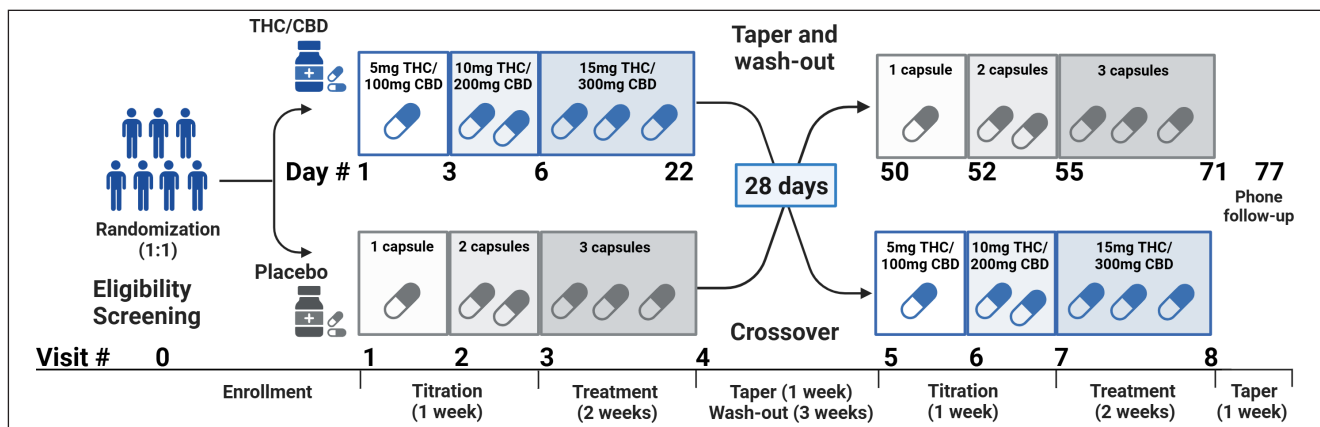 THC/CBD
5mg THC/
100mg CBD
10mg THC/
200mg CBD
15mg THC/
300mg CBD
Taper and
wash-out
1 capsule
2 capsules
3 capsules
Day # 1
3
6
22
28 days
50
52
55
71
77
Phone
follow-up
Randomization
(1:1)
Eligibility
Screening
Placebo
1 capsule
2 capsules
3 capsules
Crossover
5mg THC/
100mg CBD
10mg THC/
200mg CBD
15mg THC/
300mg CBD
Visit # 0 1 2 3 4 5 6 7 8
Enrollment
Titration
(1 week)
Treatment
(2 weeks)
Taper (1 week)
Wash-out (3 weeks)
Titration
(1 week)
Treatment
(2 weeks)
Taper
(1 week)